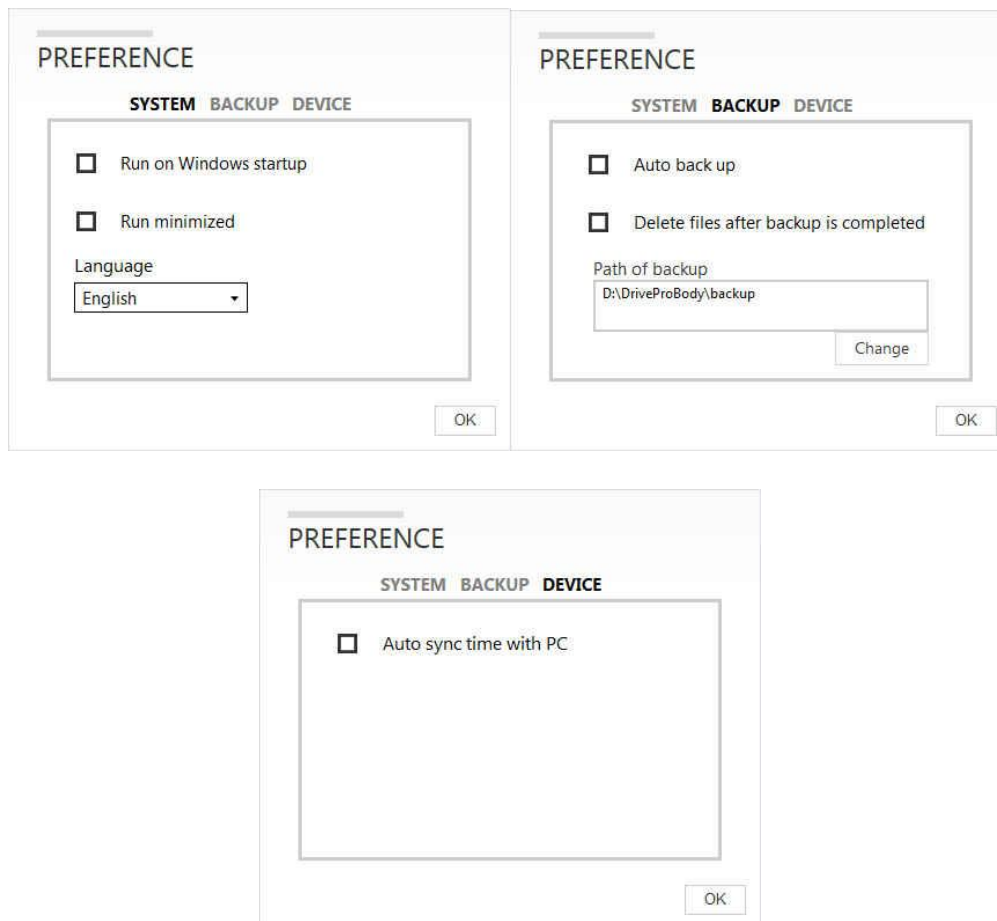 PREFERENCE
SYSTEM BACKUP DEVICE
Run on Windows startup
Run minimized
Language
English
OK
PREFERENCE
SYSTEM BACKUP DEVICE
Auto back up
Delete files after backup is completed
Path of backup
D:\DriveProBody\backup
Change
OK
PREFERENCE
SYSTEM BACKUP DEVICE
Auto sync time with PC
OK